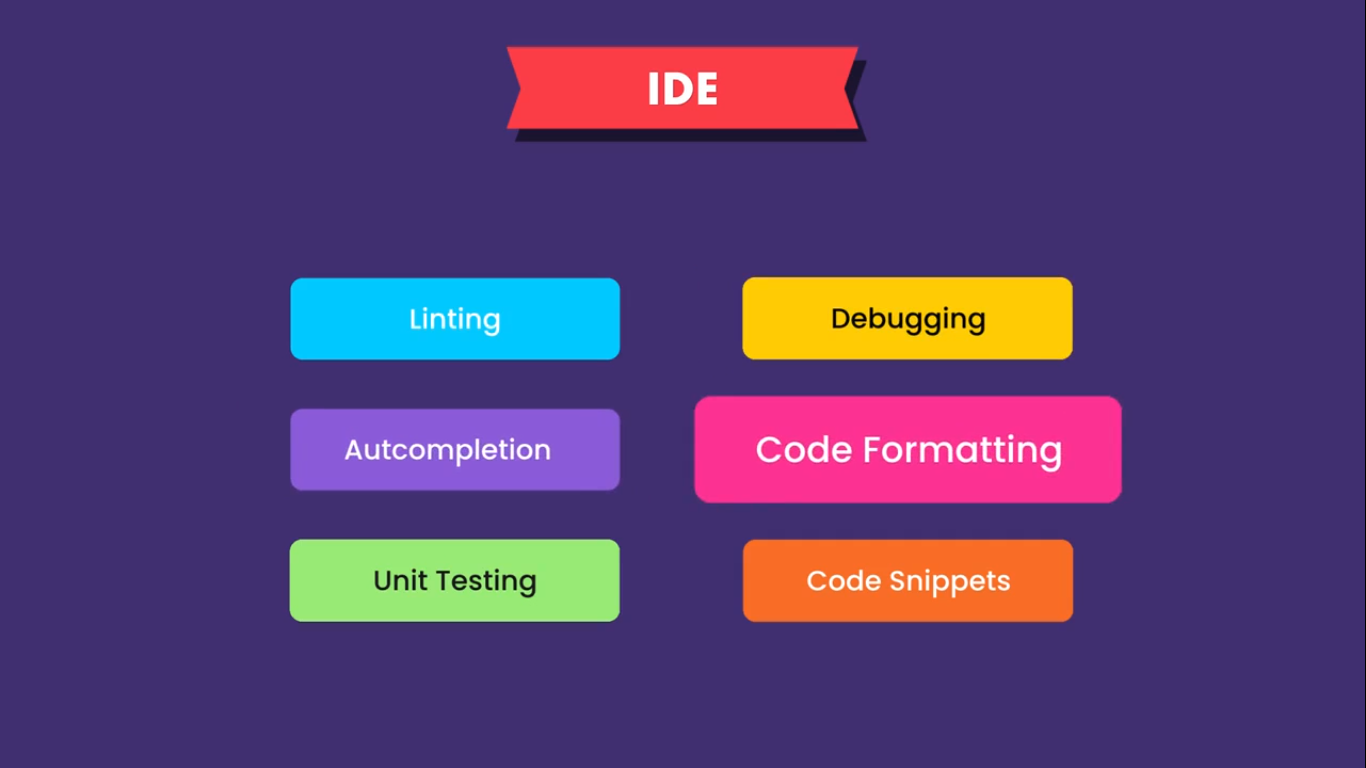 IDE
Linting
Debugging
Autcompletion
Code Formatting
Unit Testing
Code Snippets